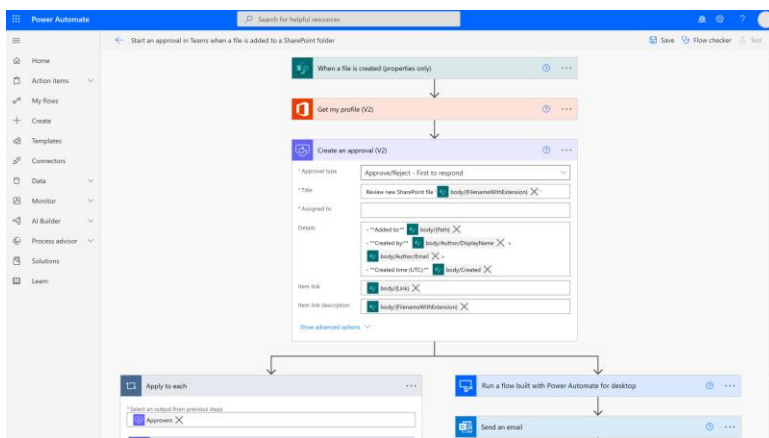 Power Automate
Search for helpful resources
?
Start an approval in Teams when a file is added to a SharePoint folder
Save
Flow checker
Test
Home
Action items
My flows
Create
Templates
Connectors
Data
Monitor
AI Builder
Process advisor
Solutions
Learn
When a file is created (properties only)
Get my profile (V2)
Create an approval (V2)
* Approval type
Approve/Reject - First to respond
* Title
Review new SharePoint file " body/{FilenameWithExtension} "
* Assigned to
Details
- **Added to:** body/{Path}
- **Created by:** body/Author/DisplayName <
body/Author/Email >
- **Created time (UTC):** body/Created
Item link
body/{Link}
Item link description
body/{FilenameWithExtension}
Show advanced options
Apply to each
* Select an output from previous steps
Approvers
Run a flow built with Power Automate for desktop
Send an email